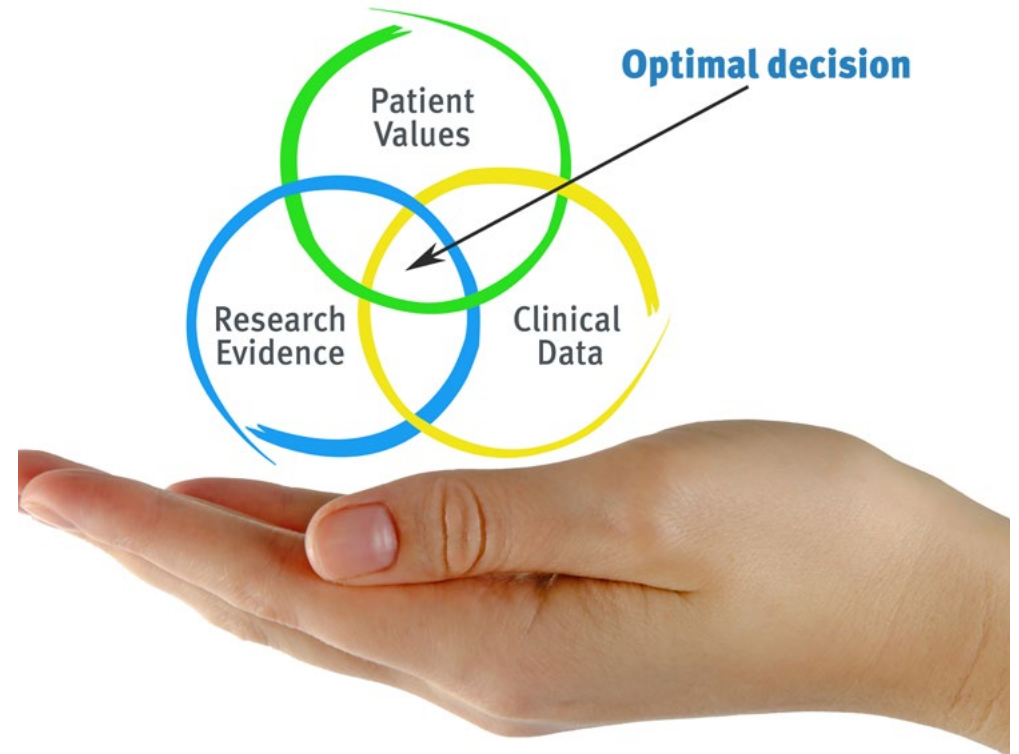 Optimal decision
Patient
Values
Research
Evidence
Clinical
Data